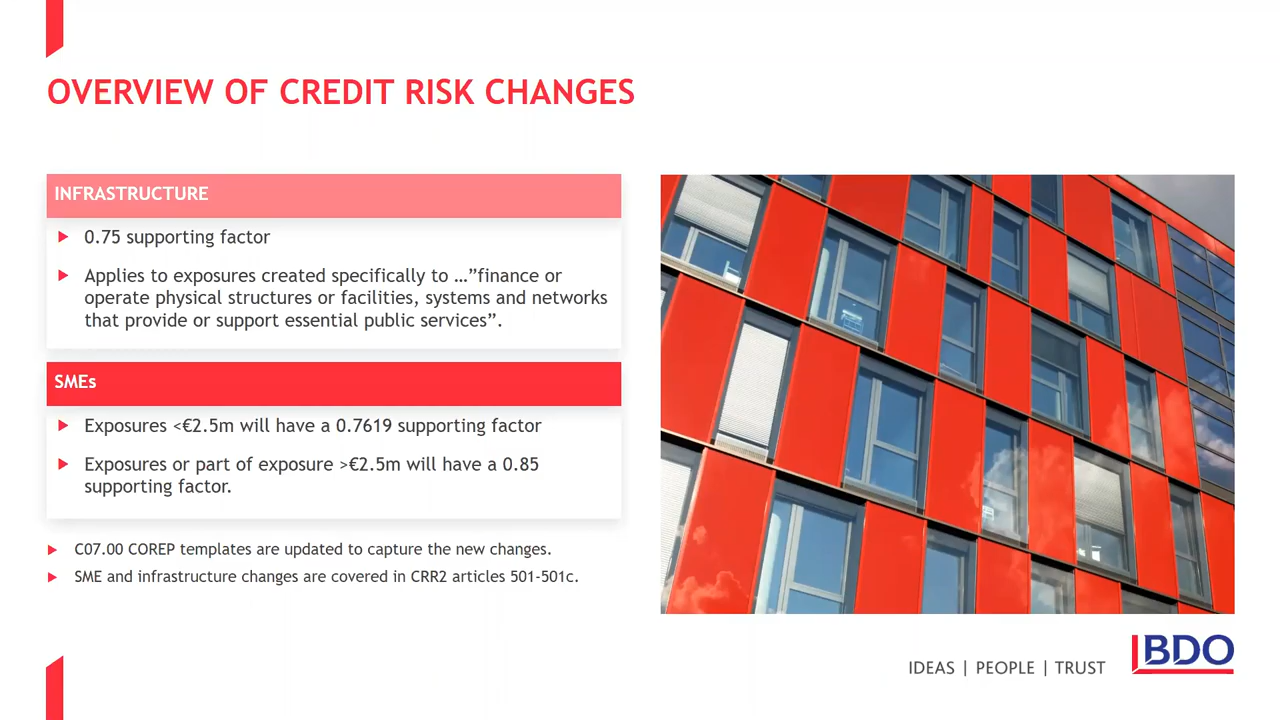 OVERVIEW OF CREDIT RISK CHANGES
INFRASTRUCTURE
0.75 supporting factor
Applies to exposures created specifically to …”finance or
operate physical structures or facilities, systems and networks
that provide or support essential public services”.
SMEs
Exposures <€2.5m will have a 0.7619 supporting factor
Exposures or part of exposure >€2.5m will have a 0.85
supporting factor.
C07.00 COREP templates are updated to capture the new changes.
SME and infrastructure changes are covered in CRR2 articles 501-501c.
IDEAS | PEOPLE | TRUST
BDO